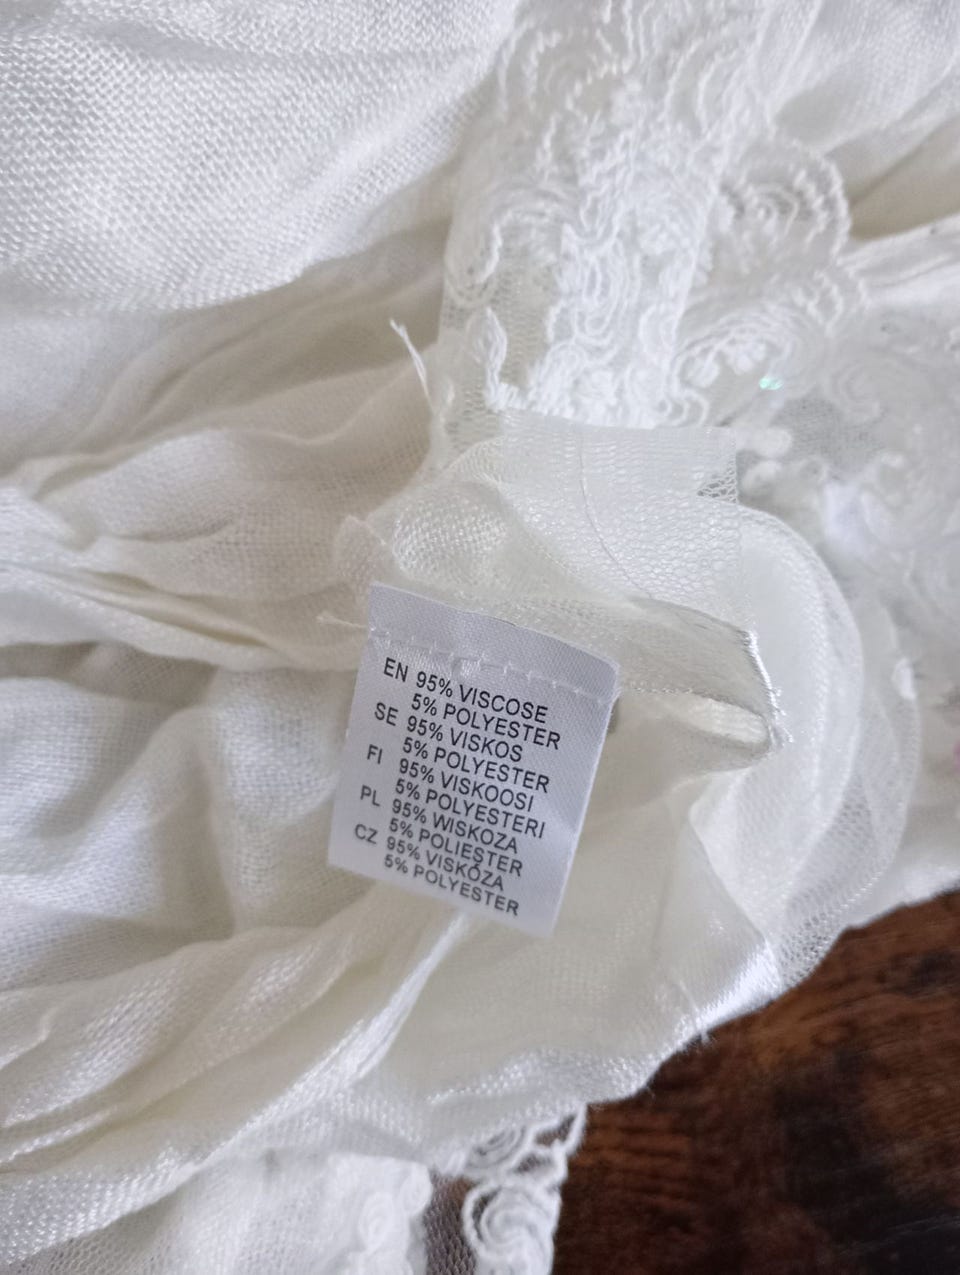 EN 95% VISCOSE
5% POLYESTER
SE 95% VISKOS
5% POLYESTER
FI 95% VISKOOSI
5% POLYESTERI
PL 95% WISKOZA
5% POLIESTER
CZ 95% VISKÓZA
5% POLYESTER